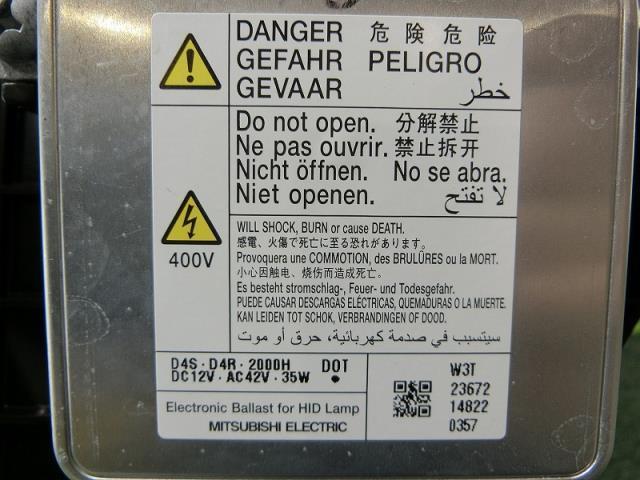 DANGER 危険 危险
GEFAHR PELIGRO
GEVAAR خطر
Do not open. 分解禁止
Ne pas ouvrir. 禁止拆开
Nicht öffnen. No se abra.
Niet openen. لا تفتح
400V
WILL SHOCK, BURN or cause DEATH.
感電、火傷で死亡に至る恐れがあります。
Provoquera une COMMOTION, des BRULÛRES ou la MORT.
小心因触电、烧伤而造成死亡。
Es besteht stromschlag-, Feuer- und Todesgefahr.
PUEDE CAUSAR DESCARGAS ELÉCTRICAS, QUEMADURAS O LA MUERTE.
KAN LEIDEN TOT SCHOK, VERBRANDINGEN OF DOOD.
سيتسبب في صدمة كهربائية، حرق أو موت
D4S·D4R·2000H DOT
DC12V·AC42V·35W
Electronic Ballast for HID Lamp
MITSUBISHI ELECTRIC
W3T
23672
14822
0357